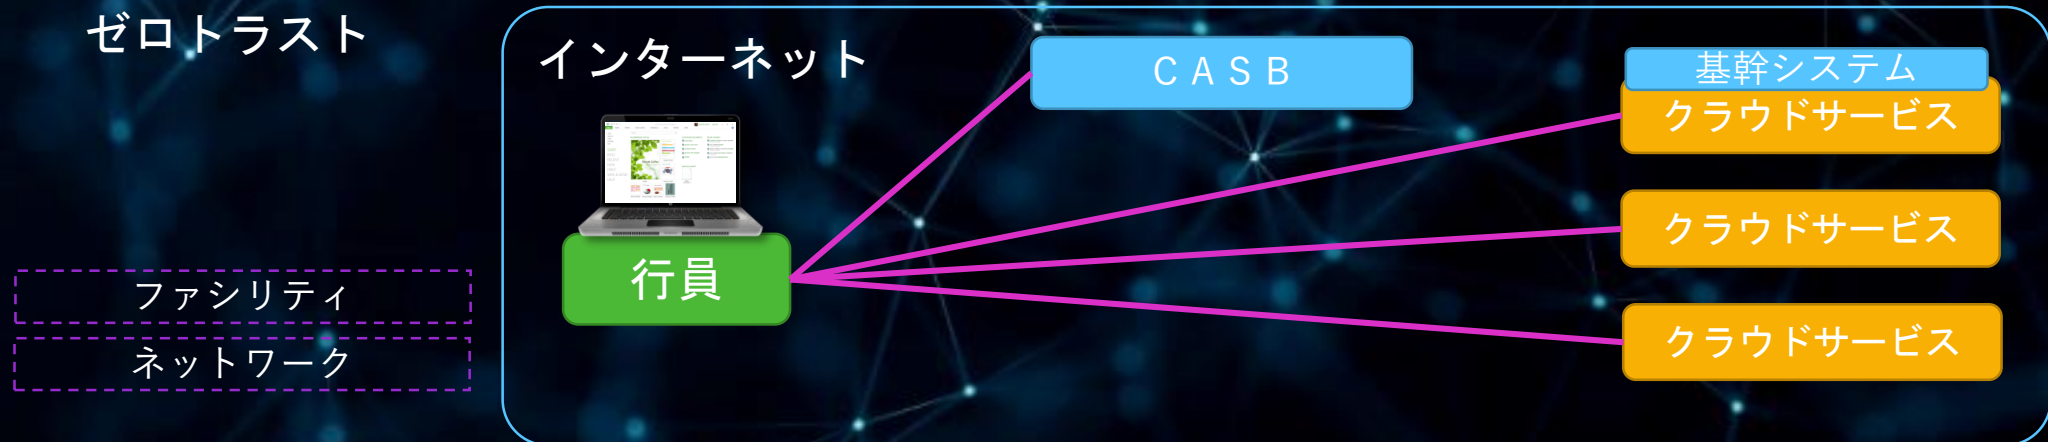 ゼロトラスト
インターネット
ＣＡＳＢ
基幹システム
クラウドサービス
クラウドサービス
行員
ファシリティ
クラウドサービス
ネットワーク